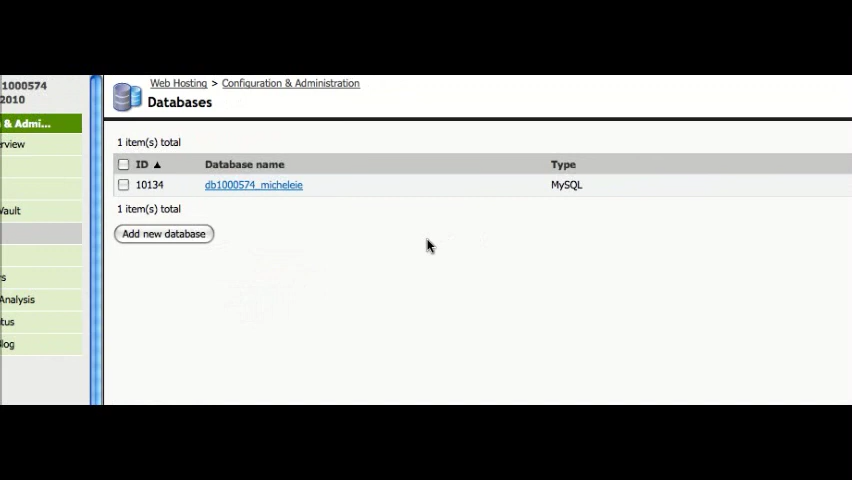 1000574
2010
& Admi...
rview
Vault
s
Analysis
tus
log
Web Hosting > Configuration & Administration
Databases
1 item(s) total
ID ▲ Database name Type
10134 db1000574_micheleie MySQL
1 item(s) total
Add new database